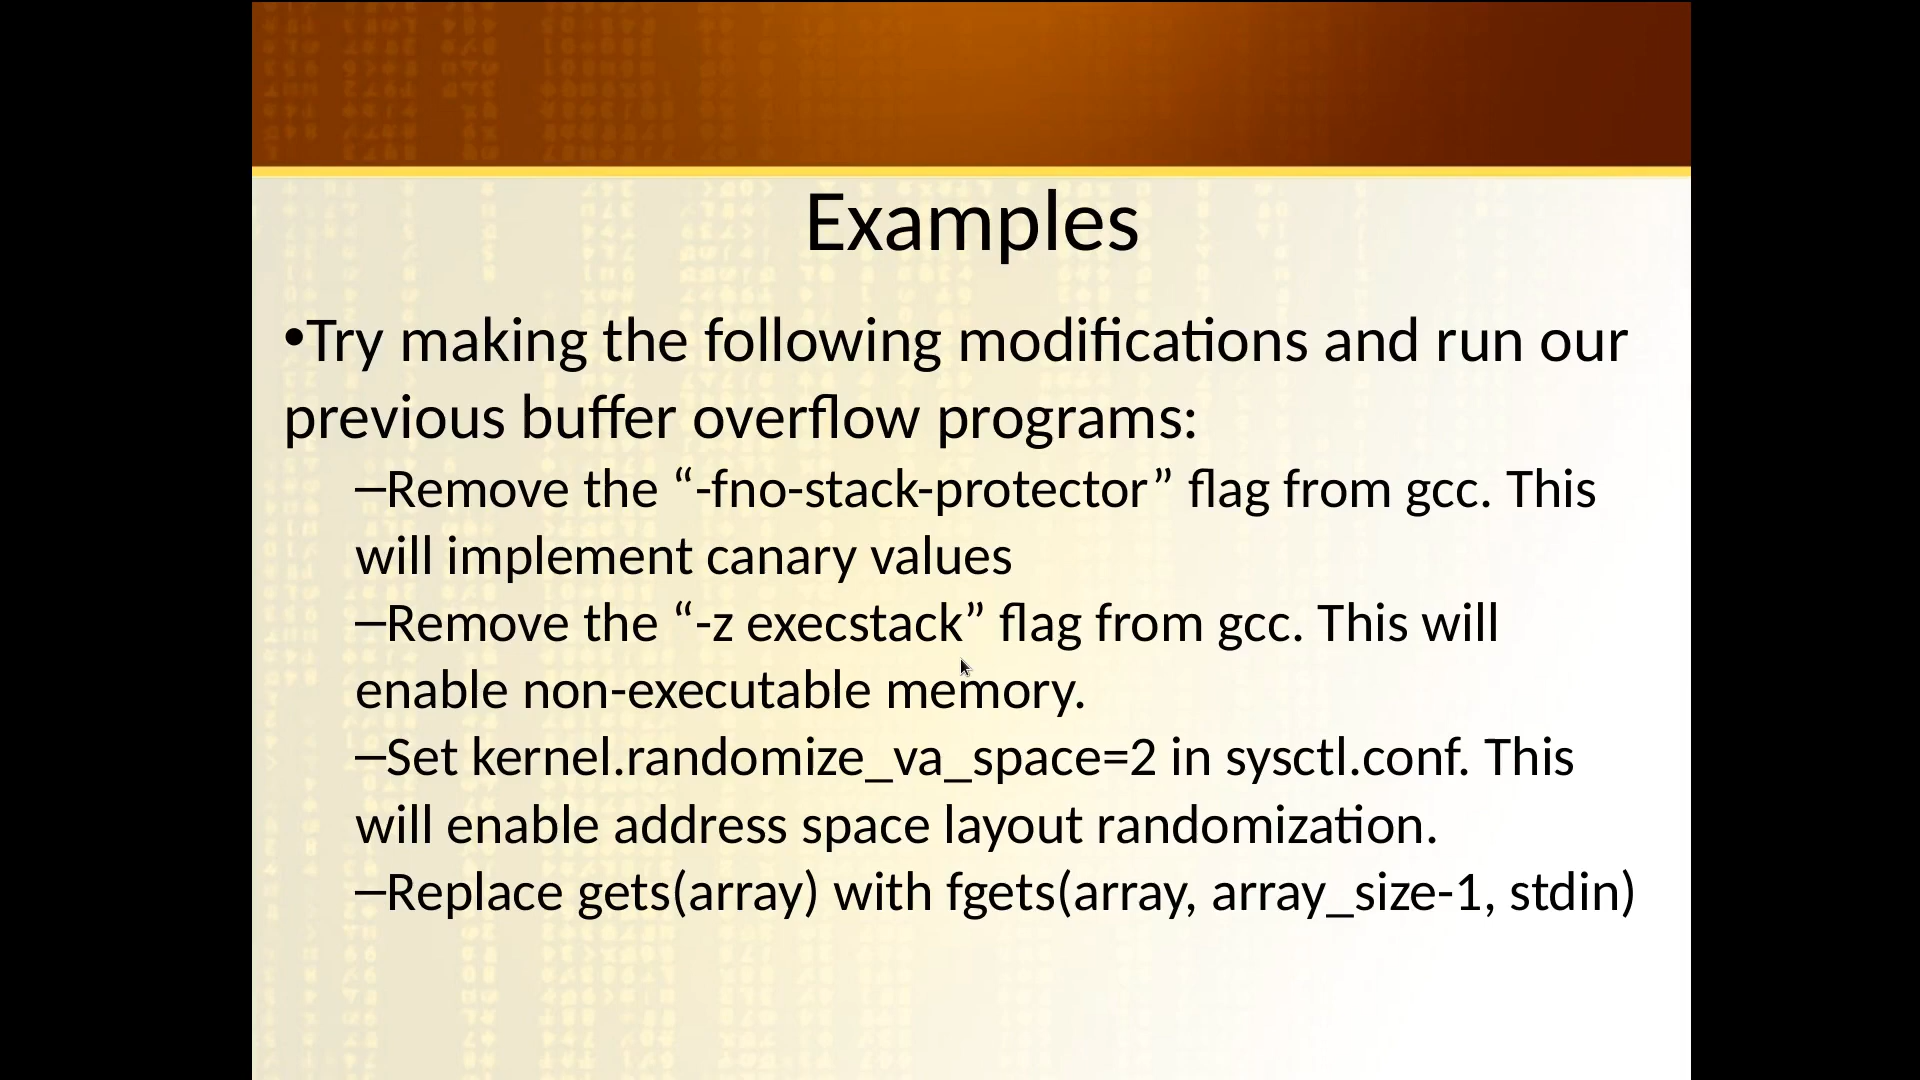 Examples
•Try making the following modifications and run our
previous buffer overflow programs:
–Remove the “-fno-stack-protector” flag from gcc. This
will implement canary values
–Remove the “-z execstack” flag from gcc. This will
enable non-executable memory.
–Set kernel.randomize_va_space=2 in sysctl.conf. This
will enable address space layout randomization.
–Replace gets(array) with fgets(array, array_size-1, stdin)